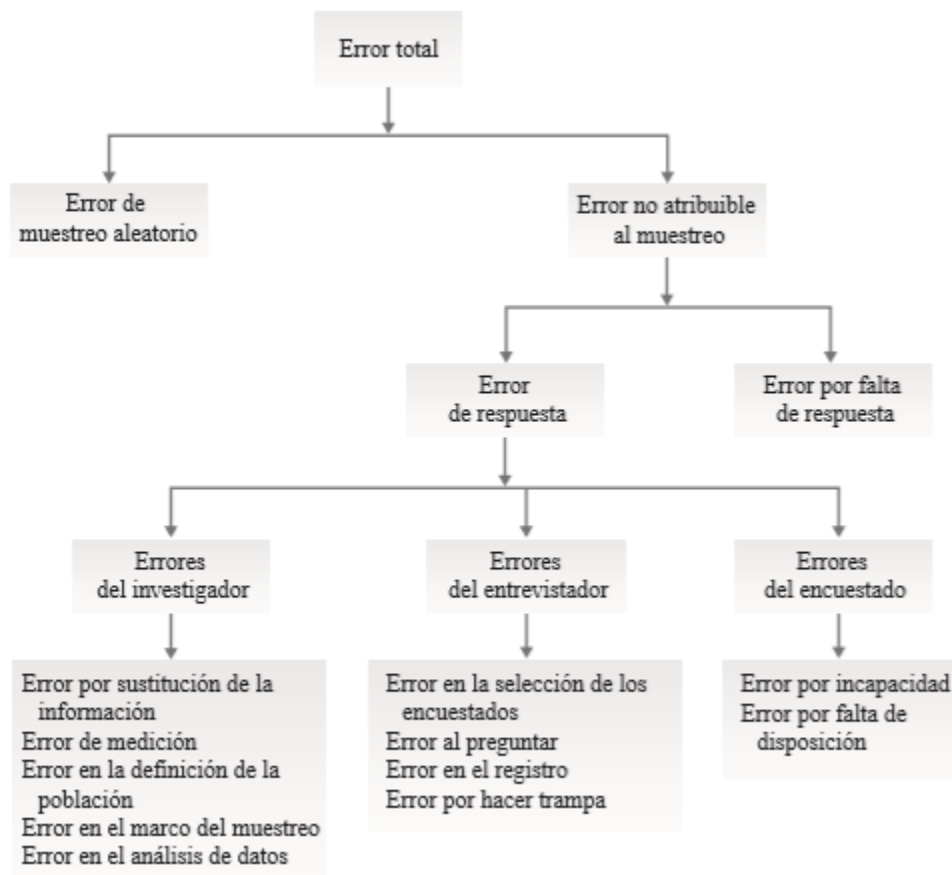 Error total
Error de
muestreo aleatorio
Error no atribuible
al muestreo
Error
de respuesta
Error por falta
de respuesta
Errores
del investigador
Errores
del entrevistador
Errores
del encuestado
Error por sustitución de la
información
Error de medición
Error en la definición de la
población
Error en el marco del muestreo
Error en el análisis de datos
Error en la selección de los
encuestados
Error al preguntar
Error en el registro
Error por hacer trampa
Error por incapacidad
Error por falta de
disposición